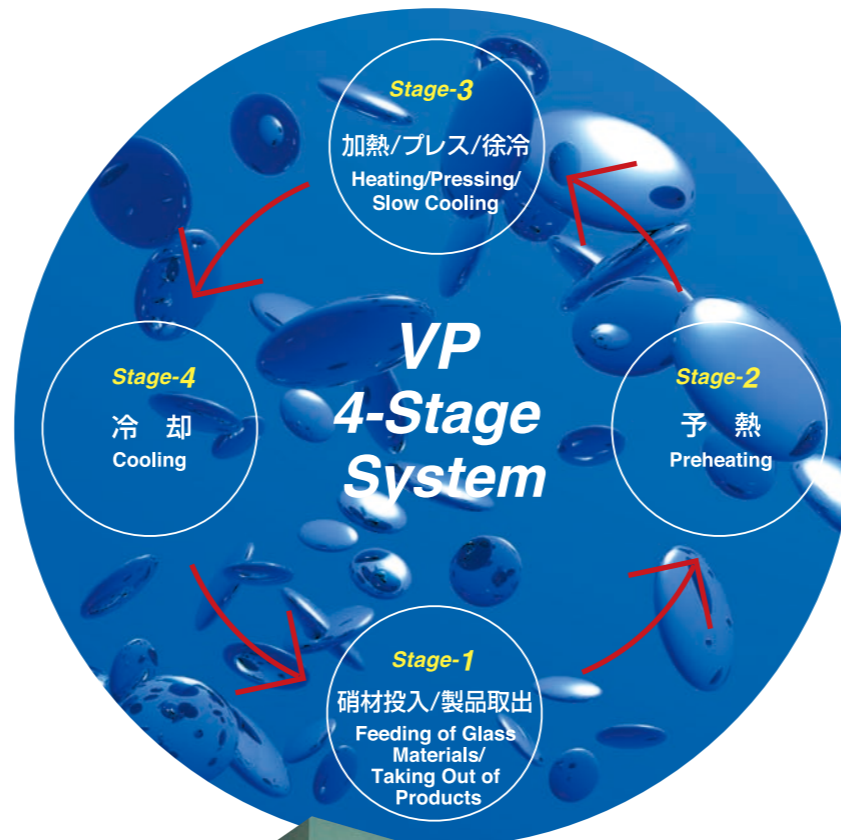 VP
4-Stage
System
Stage-1
硝材投入/製品取出
Feeding of Glass
Materials/
Taking Out of
Products
Stage-2
予 熱
Preheating
Stage-3
加熱/プレス/徐冷
Heating/Pressing/
Slow Cooling
Stage-4
冷 却
Cooling